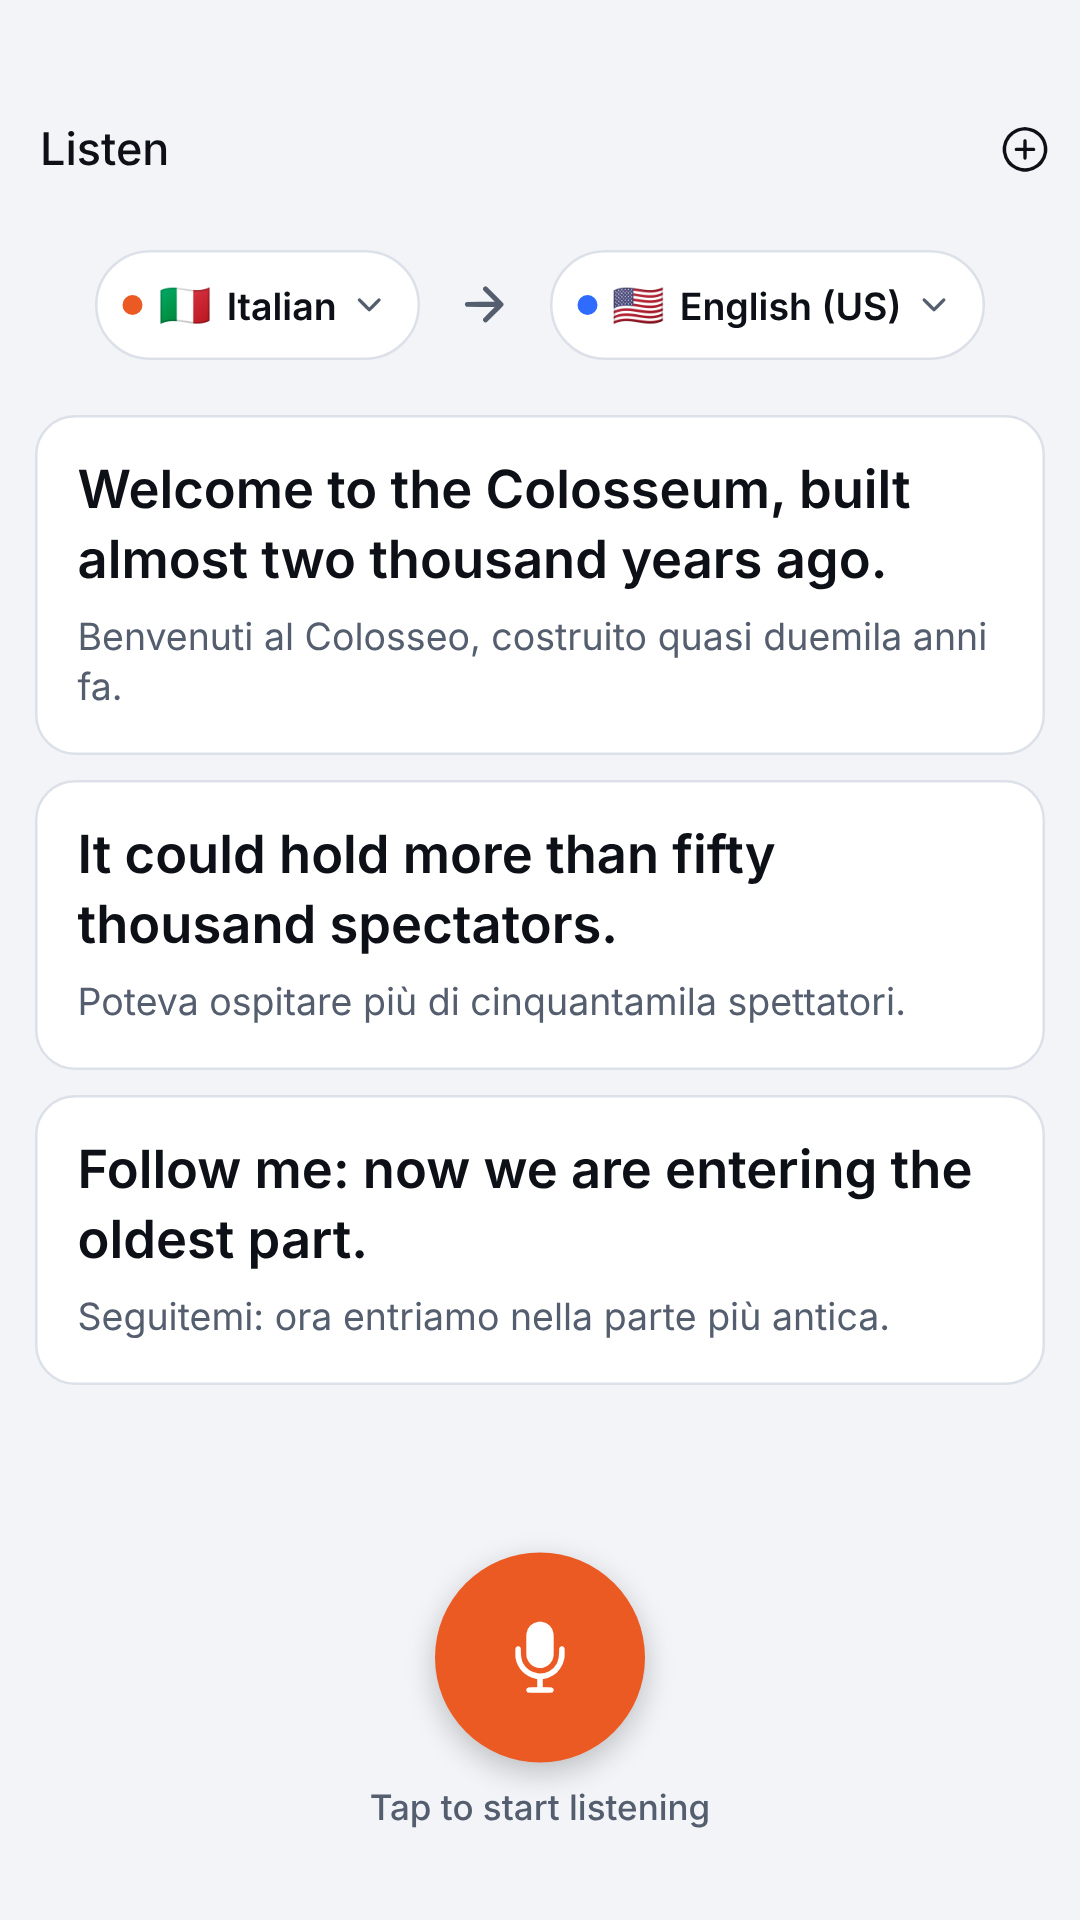 Listen
Italian
English (US)
Welcome to the Colosseum, built
almost two thousand years ago.
Benvenuti al Colosseo, costruito quasi duemila anni
fa.
It could hold more than fifty
thousand spectators.
Poteva ospitare più di cinquantamila spettatori.
Follow me: now we are entering the
oldest part.
Seguitemi: ora entriamo nella parte più antica.
Tap to start listening